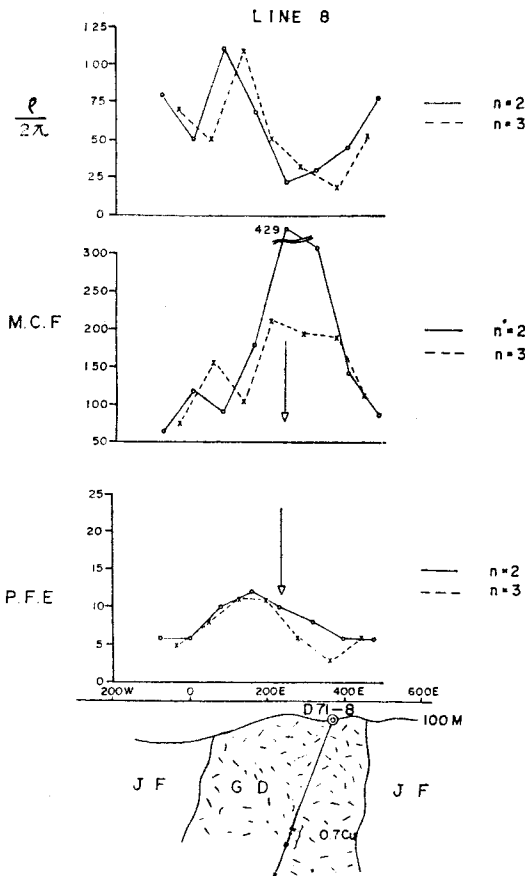 LINE 8
125
100
75
50
25
0
ρ
2π
n=2
n=3
429
300
250
200
150
100
50
M.C.F
n=2
n=3
25
20
15
10
5
0
P.F.E
n=2
n=3
200W 0 200E 400E 600E
D71-8
100M
J F
G D
J F
0.7Cu